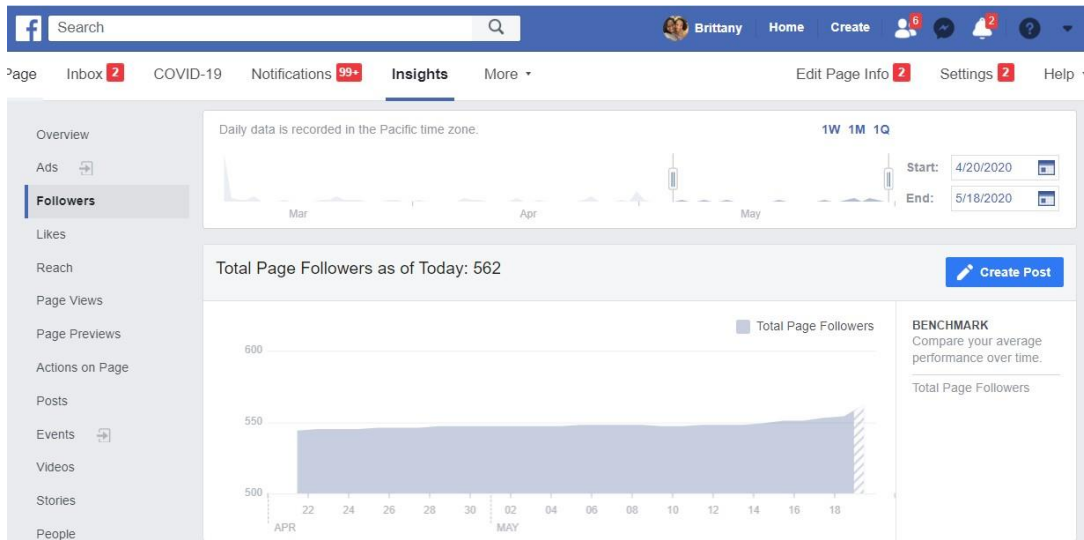 f Search Brittany Home Create 6 2 ?
Page Inbox 2 COVID-19 Notifications 99+ Insights More Edit Page Info 2 Settings 2 Help
Overview
Ads
Followers
Likes
Reach
Page Views
Page Previews
Actions on Page
Posts
Events
Videos
Stories
People
Daily data is recorded in the Pacific time zone. 1W 1M 1Q
Start: 4/20/2020
End: 5/18/2020
Mar Apr May
Total Page Followers as of Today: 562 Create Post
Total Page Followers
600
550
500
22 24 26 28 30 02 04 06 08 10 12 14 16 18
APR MAY
BENCHMARK
Compare your average
performance over time.
Total Page Followers